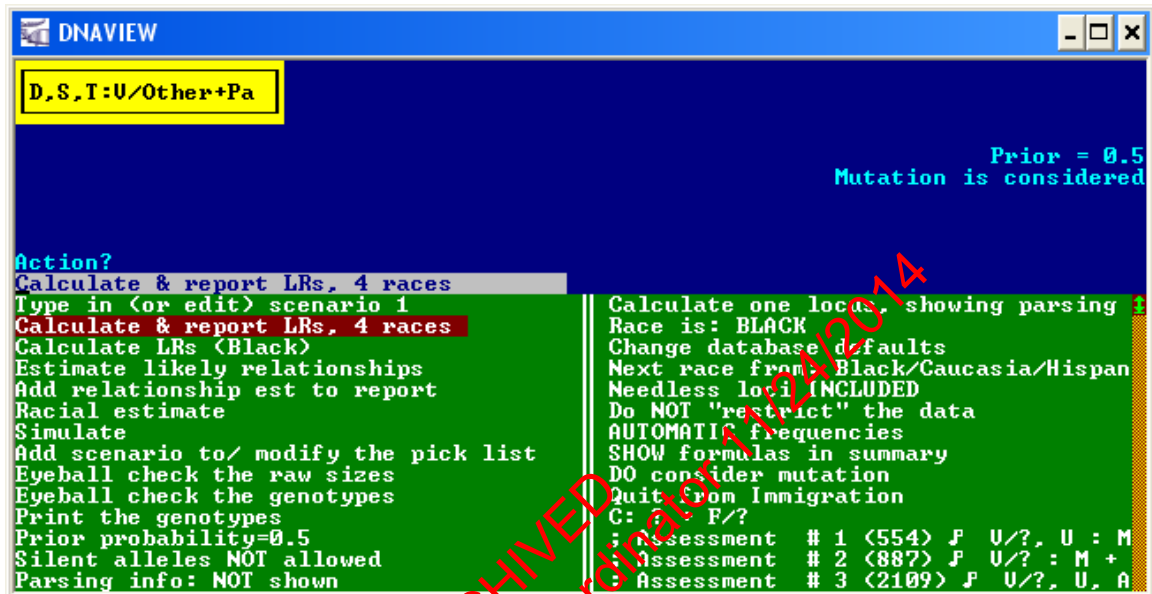 DNAVIEW
D,S,T:V/Other+Pa
Prior = 0.5
Mutation is considered
Action?
Calculate & report LRs, 4 races
Type in (or edit) scenario 1
Calculate & report LRs, 4 races
Calculate LRs (Black)
Estimate likely relationships
Add relationship est to report
Racial estimate
Simulate
Add scenario to/ modify the pick list
Eyeball check the raw sizes
Eyeball check the genotypes
Print the genotypes
Prior probability=0.5
Silent alleles NOT allowed
Parsing info: NOT shown
Calculate one locus, showing parsing
Race is: BLACK
Change database defaults
Next race from: Black/Caucasia/Hispan
Needless loci INCLUDED
Do NOT "restrict" the data
AUTOMATIC frequencies
SHOW formulas in summary
DO consider mutation
Quit from Immigration
C: F/?
; Assessment # 1 (554) V/?, U : M
; Assessment # 2 (887) V/? : M +
; Assessment # 3 (2109) V/?, U, A
ARCHIVED
11/24/2014